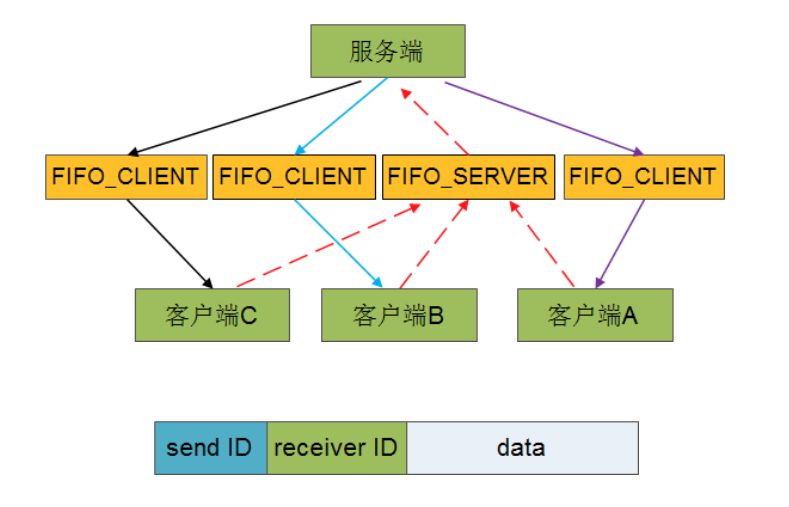 服务端
FIFO_CLIENT
FIFO_CLIENT
FIFO_SERVER
FIFO_CLIENT
客户端C
客户端B
客户端A
send ID
receiver ID
data